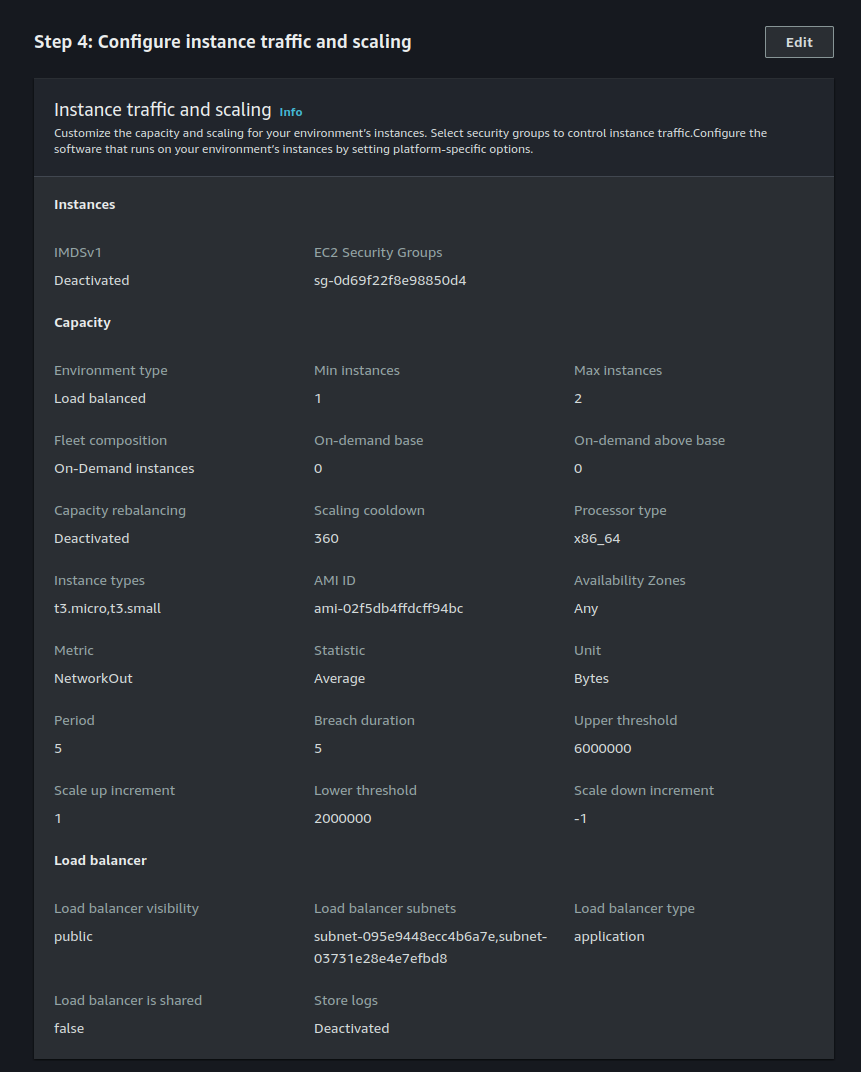 Step 4: Configure instance traffic and scaling
Edit
Instance traffic and scaling Info
Customize the capacity and scaling for your environment's instances. Select security groups to control instance traffic.Configure the
software that runs on your environment's instances by setting platform-specific options.
Instances
IMDSv1 EC2 Security Groups
Deactivated sg-0d69f22f8e98850d4
Capacity
Environment type Min instances Max instances
Load balanced 1 2
Fleet composition On-demand base On-demand above base
On-Demand instances 0 0
Capacity rebalancing Scaling cooldown Processor type
Deactivated 360 x86_64
Instance types AMI ID Availability Zones
t3.micro,t3.small ami-02f5db4ffdcff94bc Any
Metric Statistic Unit
NetworkOut Average Bytes
Period Breach duration Upper threshold
5 5 6000000
Scale up increment Lower threshold Scale down increment
1 2000000 -1
Load balancer
Load balancer visibility Load balancer subnets Load balancer type
public subnet-095e9448ecc4b6a7e,subnet- application
03731e28e4e7efbd8
Load balancer is shared Store logs
false Deactivated